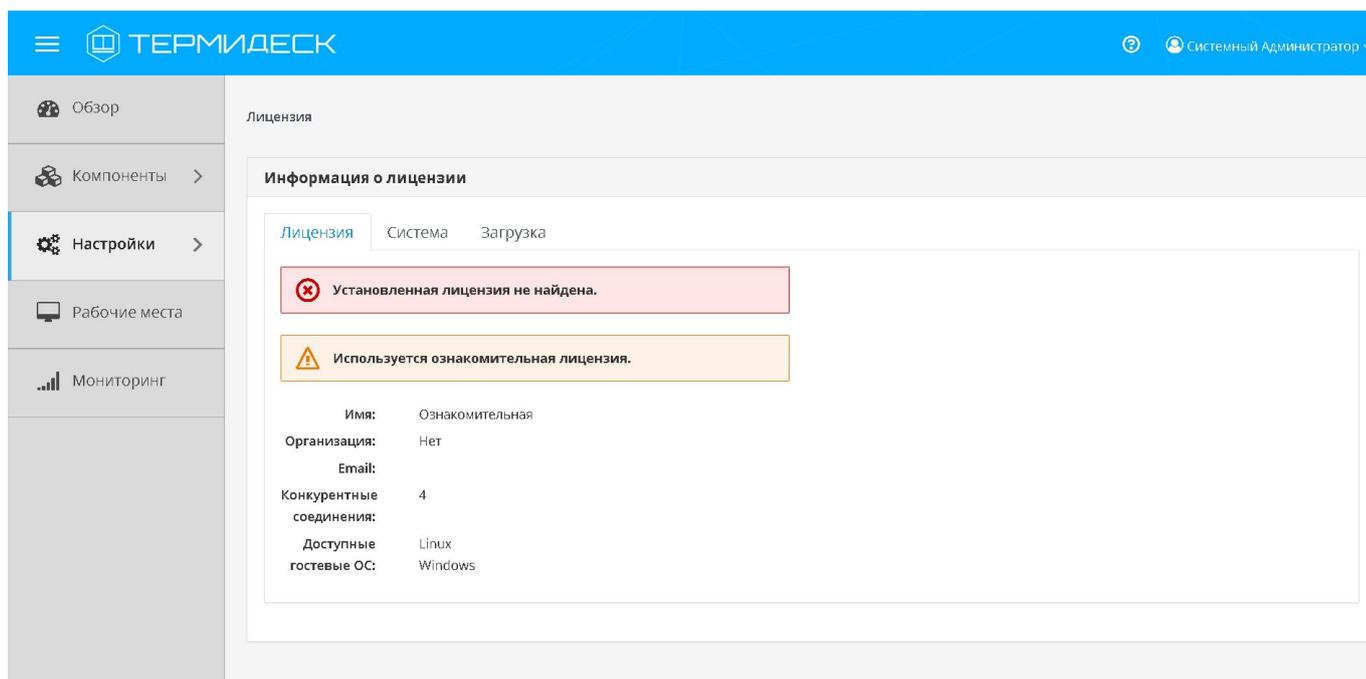 ТЕРМИДЕСК
Системный Администратор
Обзор
Компоненты
Настройки
Рабочие места
Мониторинг
Лицензия
Информация о лицензии
Лицензия Система Загрузка
Установленная лицензия не найдена.
Используется ознакомительная лицензия.
Имя: Ознакомительная
Организация: Нет
Email:
Конкурентные 4
соединения:
Доступные Linux
гостевые ОС: Windows